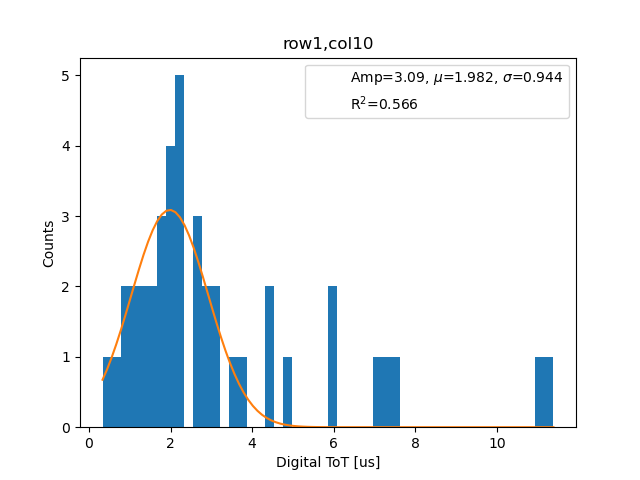 row1,col10
Amp=3.09, μ=1.982, σ=0.944
R²=0.566
5
4
3
2
1
0
Counts
0 2 4 6 8 10
Digital ToT [us]